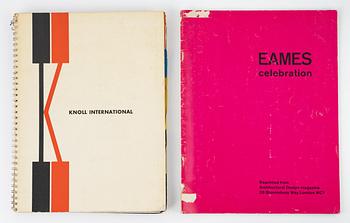 KNOLL INTERNATIONAL
EAMES
celebration
Reprinted from
Architectural Design magazine
26 Bloomsbury Way London WC1